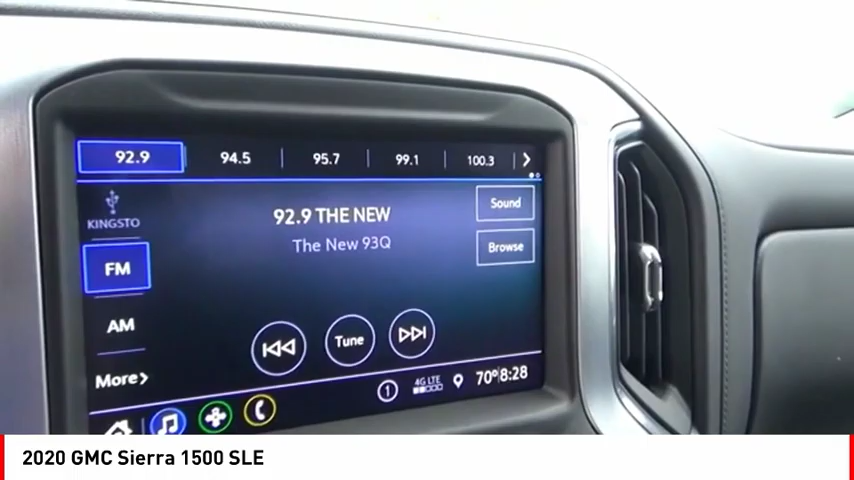 92.9 94.5 95.7 99.1 100.3 >
KINGSTO
92.9 THE NEW
Sound
The New 93Q
Browse
FM
AM
Tune
More>
1 4G LTE 70° 8:28
2020 GMC Sierra 1500 SLE